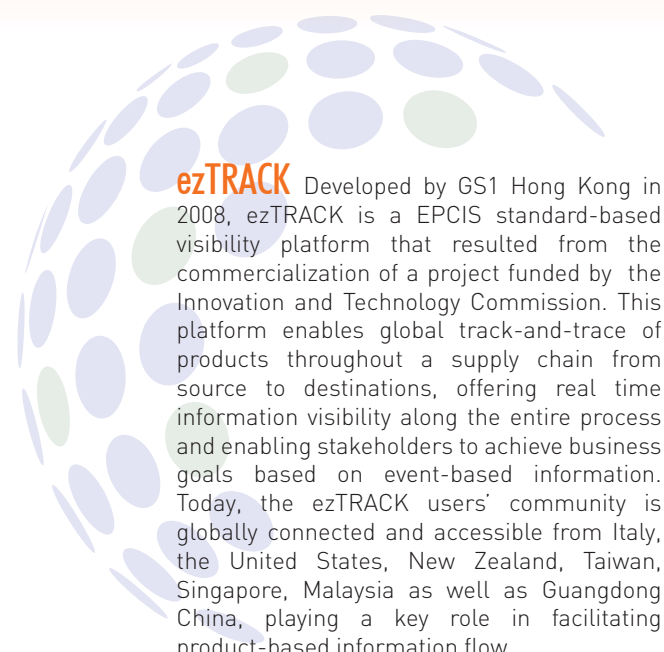 ezTRACK Developed by GS1 Hong Kong in
2008, ezTRACK is a EPCIS standard-based
visibility platform that resulted from the
commercialization of a project funded by the
Innovation and Technology Commission. This
platform enables global track-and-trace of
products throughout a supply chain from
source to destinations, offering real time
information visibility along the entire process
and enabling stakeholders to achieve business
goals based on event-based information.
Today, the ezTRACK users' community is
globally connected and accessible from Italy,
the United States, New Zealand, Taiwan,
Singapore, Malaysia as well as Guangdong
China, playing a key role in facilitating
product-based information flow.